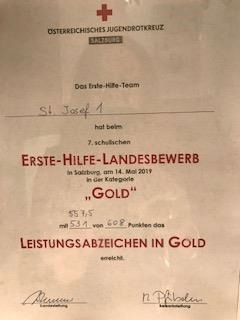 ÖSTERREICHISCHES JUGENDROTKREUZ
SALZBURG
Das Erste-Hilfe-Team
St. Josef 1
hat beim
7. schulischen
ERSTE-HILFE-LANDESBEWERB
in Salzburg, am 14. Mai 2019
in der Kategorie
„GOLD“
557,5
mit 531 von 608 Punkten das
LEISTUNGSABZEICHEN IN GOLD
erreicht.
Landesleitung